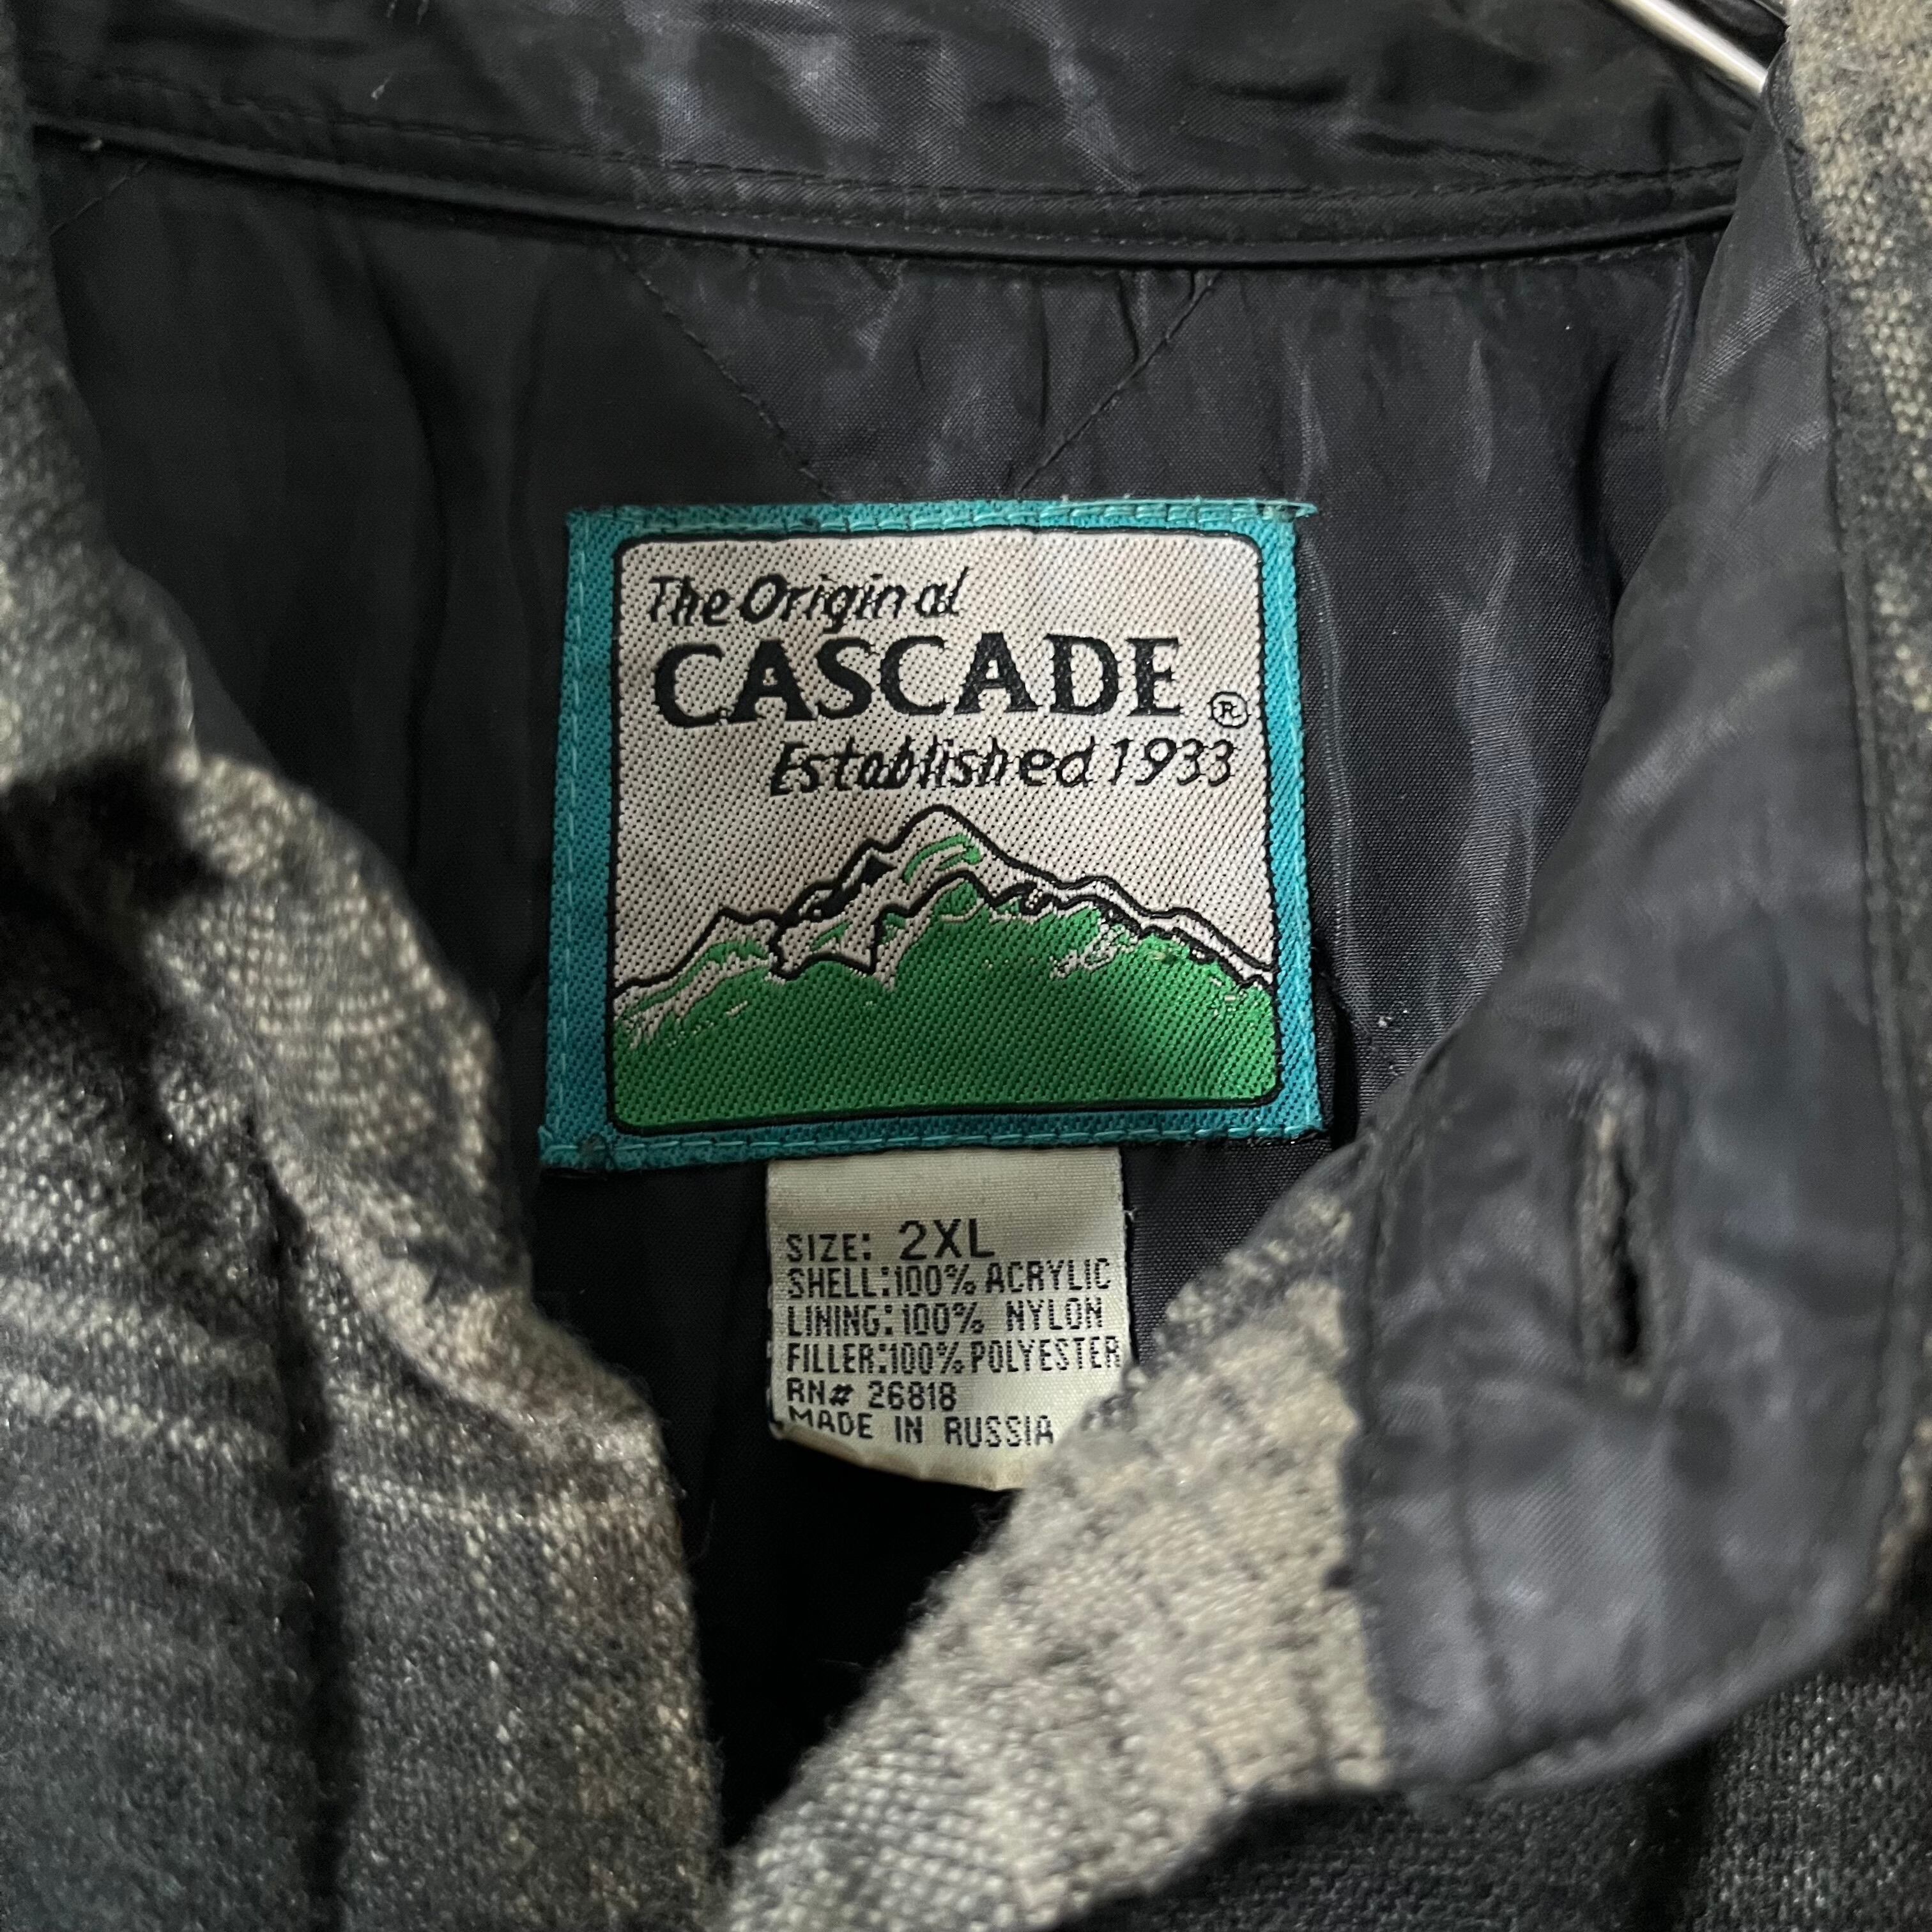 The Original
CASCADE ®
Established 1933
SIZE: 2XL
SHELL:100% ACRYLIC
LINING:100% NYLON
FILLER:100% POLYESTER
RN# 26818
MADE IN RUSSIA